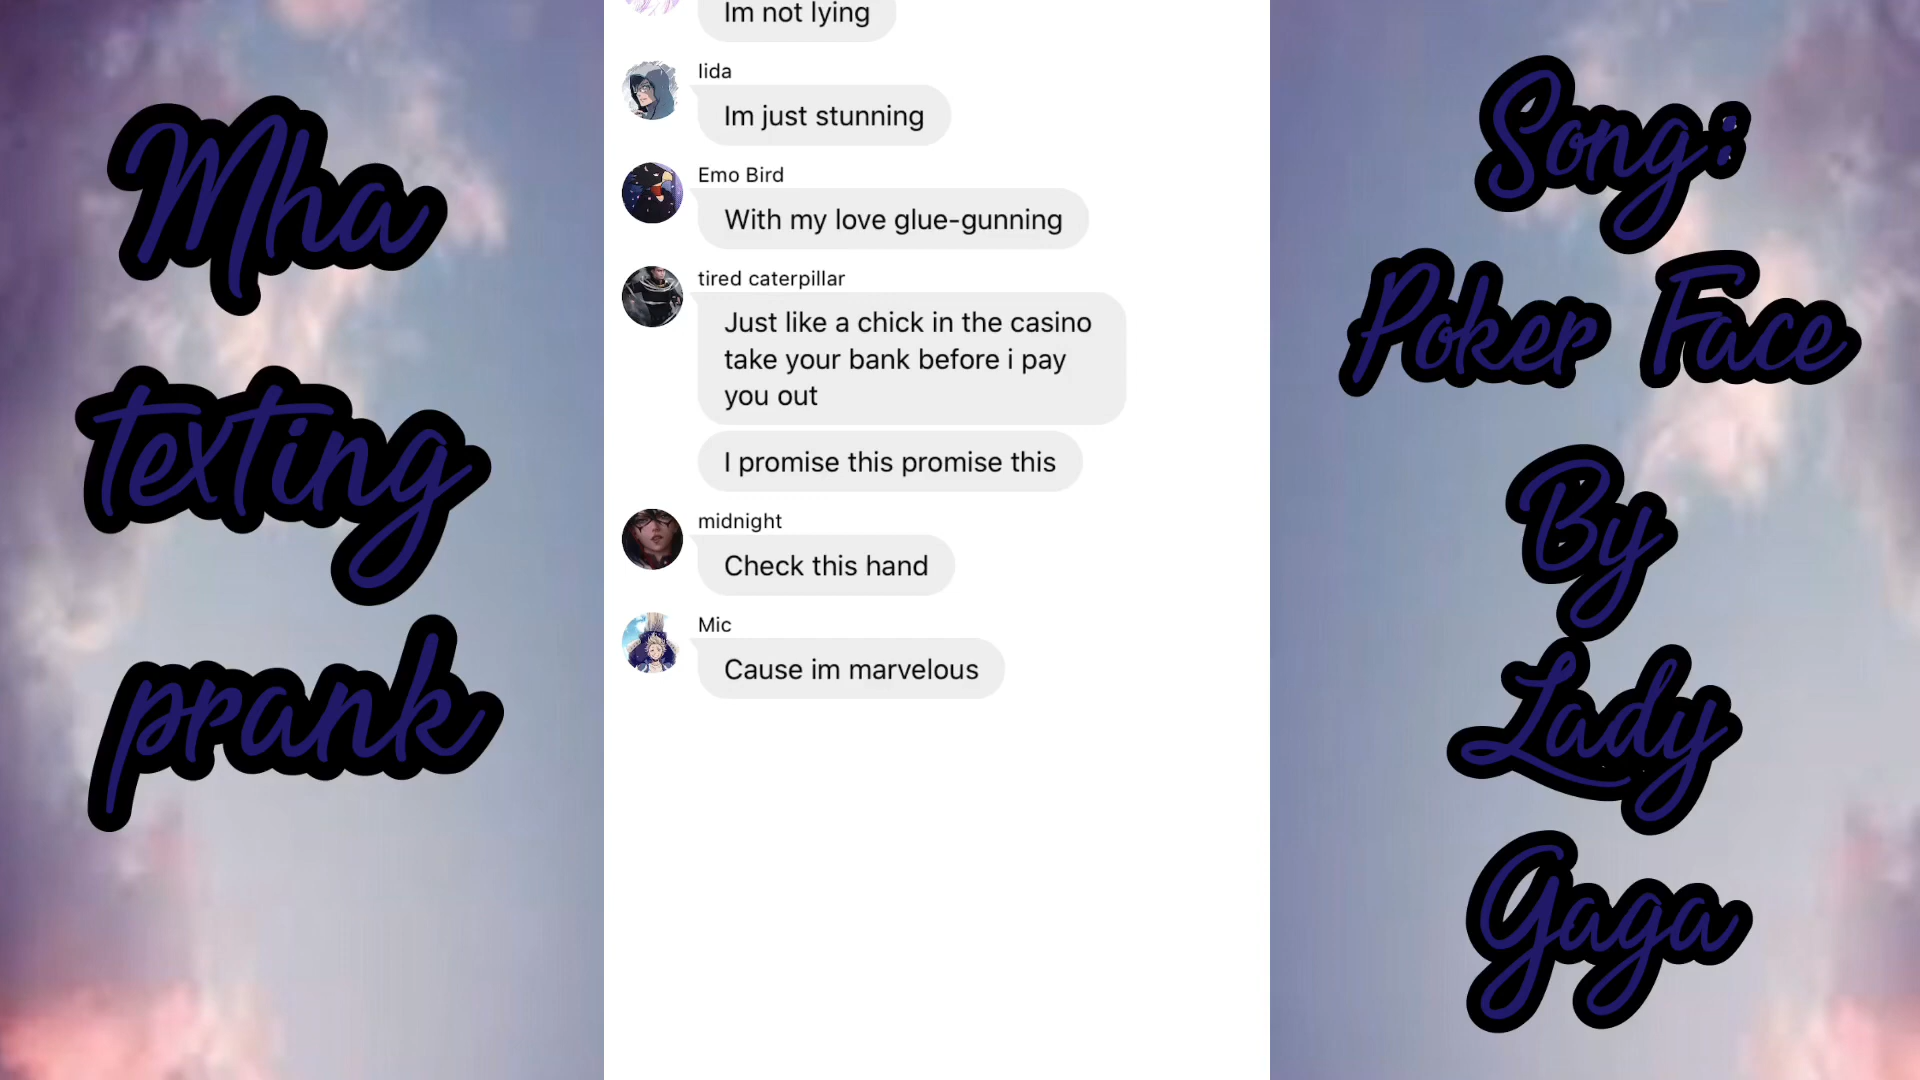 Mha
texting
prank
Im not lying
Iida
Im just stunning
Emo Bird
With my love glue-gunning
tired caterpillar
Just like a chick in the casino
take your bank before i pay
you out
I promise this promise this
midnight
Check this hand
Mic
Cause im marvelous
Song:
Poker Face
By
Lady
Gaga